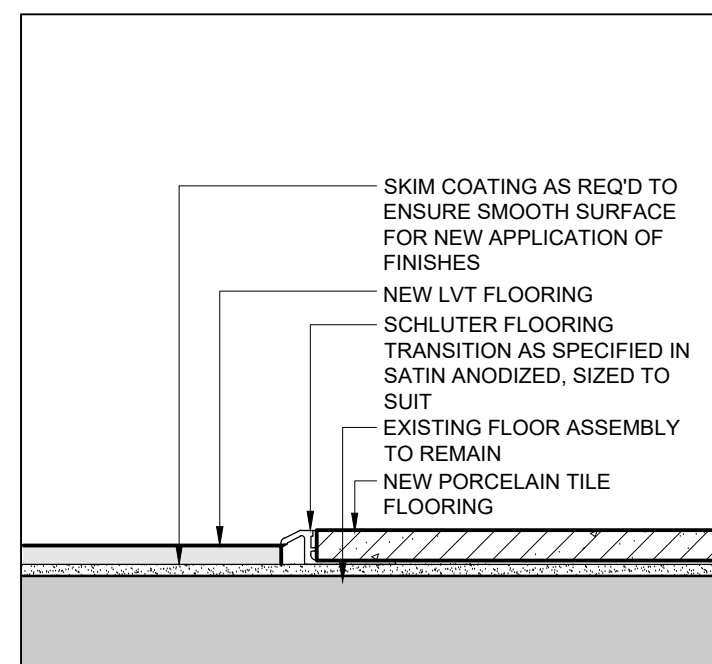 SKIM COATING AS REQ'D TO
ENSURE SMOOTH SURFACE
FOR NEW APPLICATION OF
FINISHES
NEW LVT FLOORING
SCHLUTER FLOORING
TRANSITION AS SPECIFIED IN
SATIN ANODIZED, SIZED TO
SUIT
EXISTING FLOOR ASSEMBLY
TO REMAIN
NEW PORCELAIN TILE
FLOORING